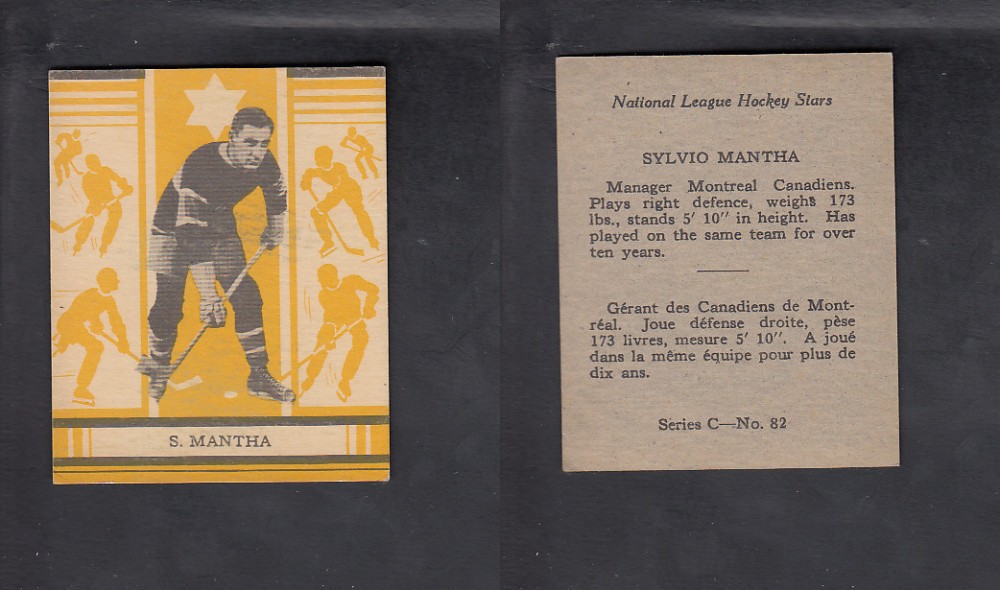 S. MANTHA
National League Hockey Stars
SYLVIO MANTHA
Manager Montreal Canadiens.
Plays right defence, weighs 173
lbs., stands 5′ 10″ in height. Has
played on the same team for over
ten years.
Gérant des Canadiens de Mont-
réal. Joue défense droite, pèse
173 livres, mesure 5′ 10″. A joué
dans la même équipe pour plus de
dix ans.
Series C—No. 82